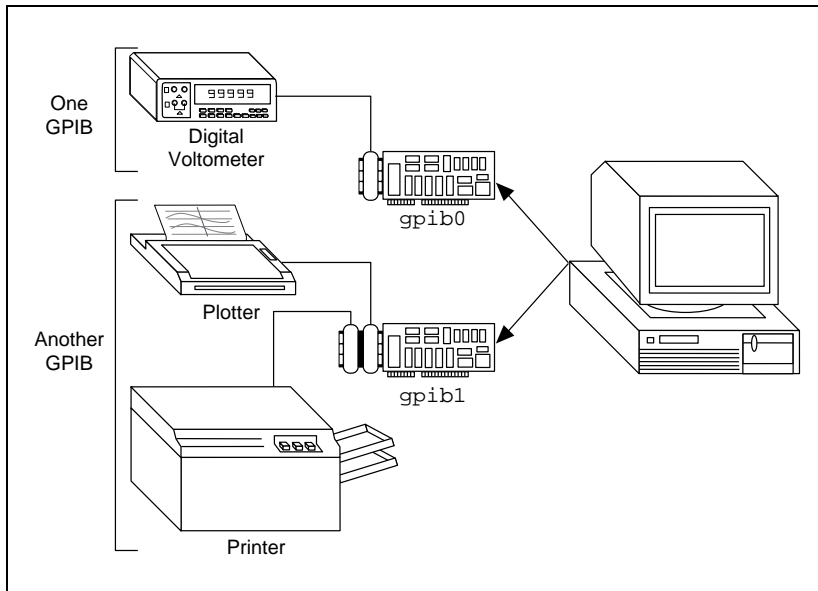 One
GPIB
99999
Digital
Voltometer
gpib0
Plotter
Another
GPIB
gpib1
Printer